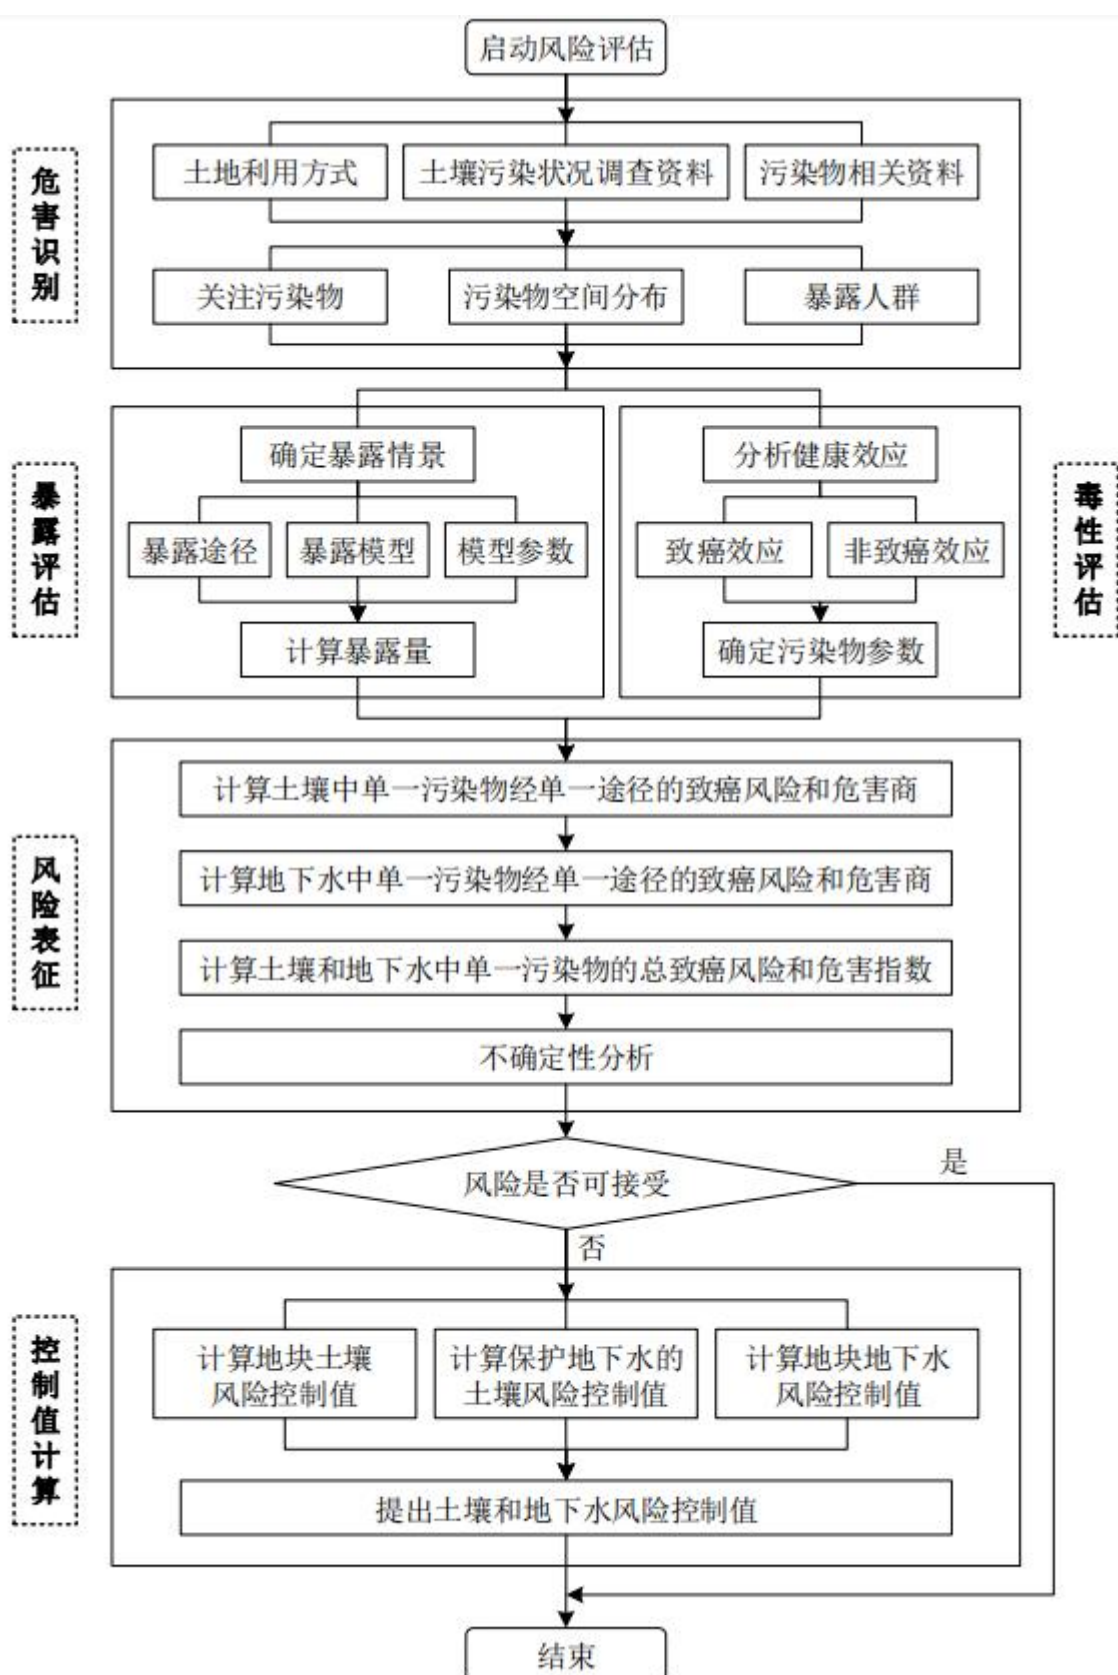 启动风险评估
危害识别
土地利用方式
土壤污染状况调查资料
污染物相关资料
关注污染物
污染物空间分布
暴露人群
暴露评估
确定暴露情景
暴露途径
暴露模型
模型参数
计算暴露量
分析健康效应
致癌效应
非致癌效应
确定污染物参数
毒性评估
风险表征
计算土壤中单一污染物经单一途径的致癌风险和危害商
计算地下水中单一污染物经单一途径的致癌风险和危害商
计算土壤和地下水中单一污染物的总致癌风险和危害指数
不确定性分析
风险是否可接受
是
否
控制值计算
计算地块土壤
风险控制值
计算保护地下水的
土壤风险控制值
计算地块地下水
风险控制值
提出土壤和地下水风险控制值
结束